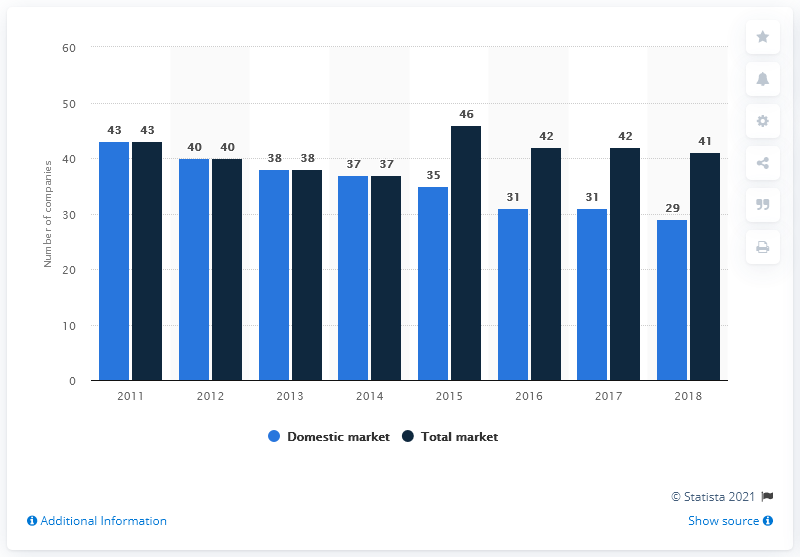 60
50
40
30
20
10
0
Number of companies
43 43 40 40 38 38 37 37 35 46 31 42 31 42 29 41
2011 2012 2013 2014 2015 2016 2017 2018
Domestic market Total market
© Statista 2021
Additional Information Show source